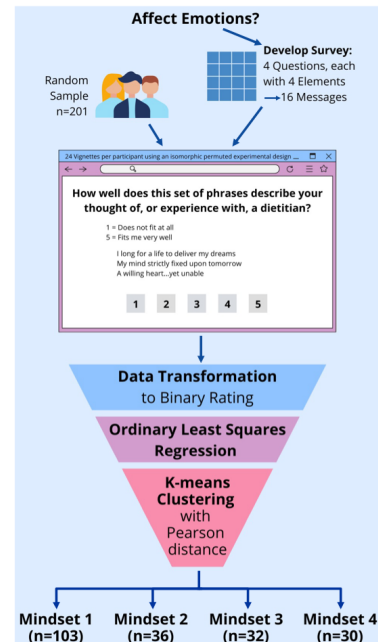 Affect Emotions?
Develop Survey:
4 Questions, each
with 4 Elements
→16 Messages
Random
Sample
n=201
24 Vignettes per participant using an isomorphic permuted experimental design ...
How well does this set of phrases describe your
thought of, or experience with, a dietitian?
1 = Does not fit at all
5 = Fits me very well
I long for a life to deliver my dreams
My mind strictly fixed upon tomorrow
A willing heart...yet unable
1 2 3 4 5
Data Transformation
to Binary Rating
Ordinary Least Squares
Regression
K-means
Clustering
with
Pearson
distance
Mindset 1 Mindset 2 Mindset 3 Mindset 4
(n=103) (n=36) (n=32) (n=30)